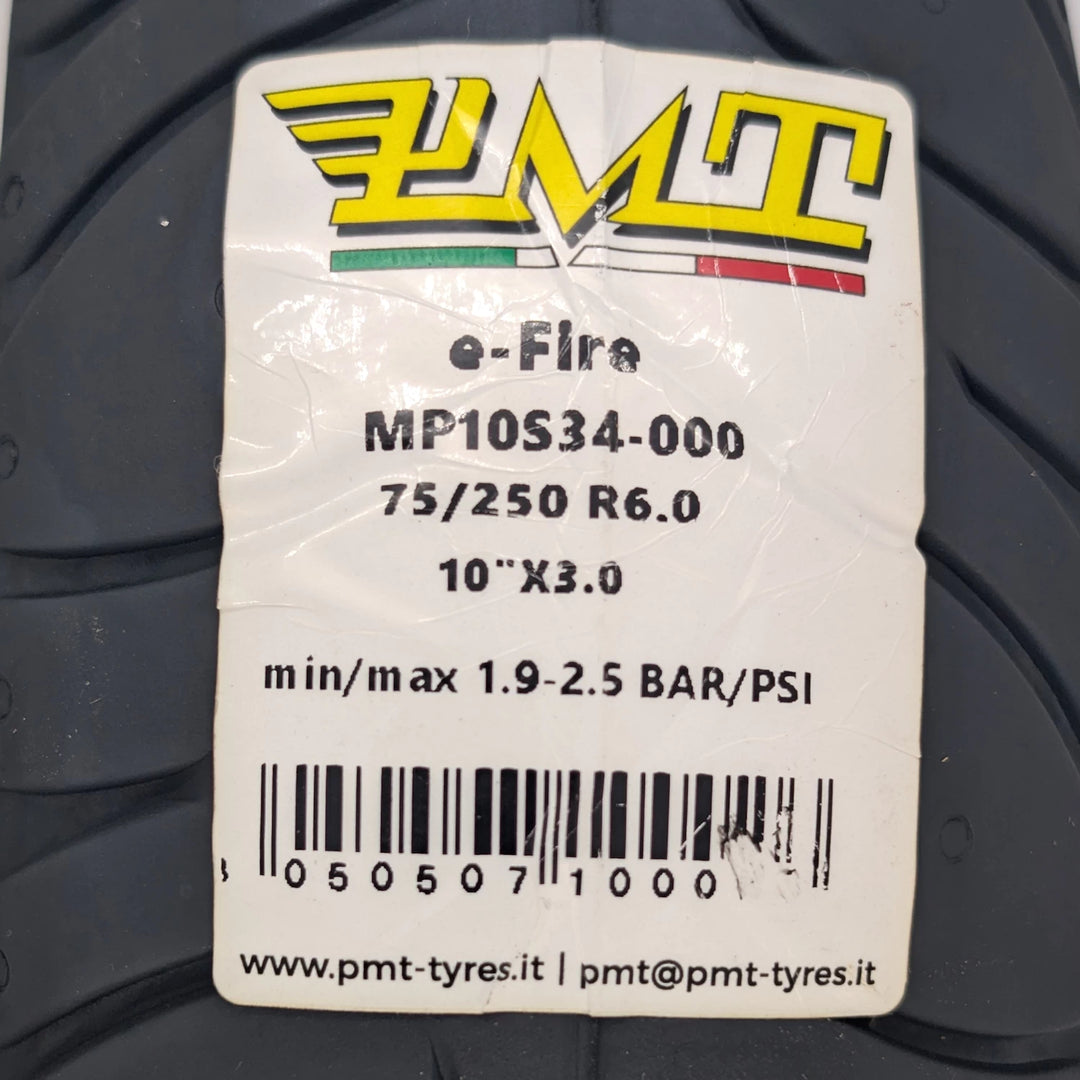 PMT
e-Fire
MP10S34-000
75/250 R6.0
10"X3.0
min/max 1.9-2.5 BAR/PSI
050507 1000
www.pmt-tyres.it | pmt@pmt-tyres.it